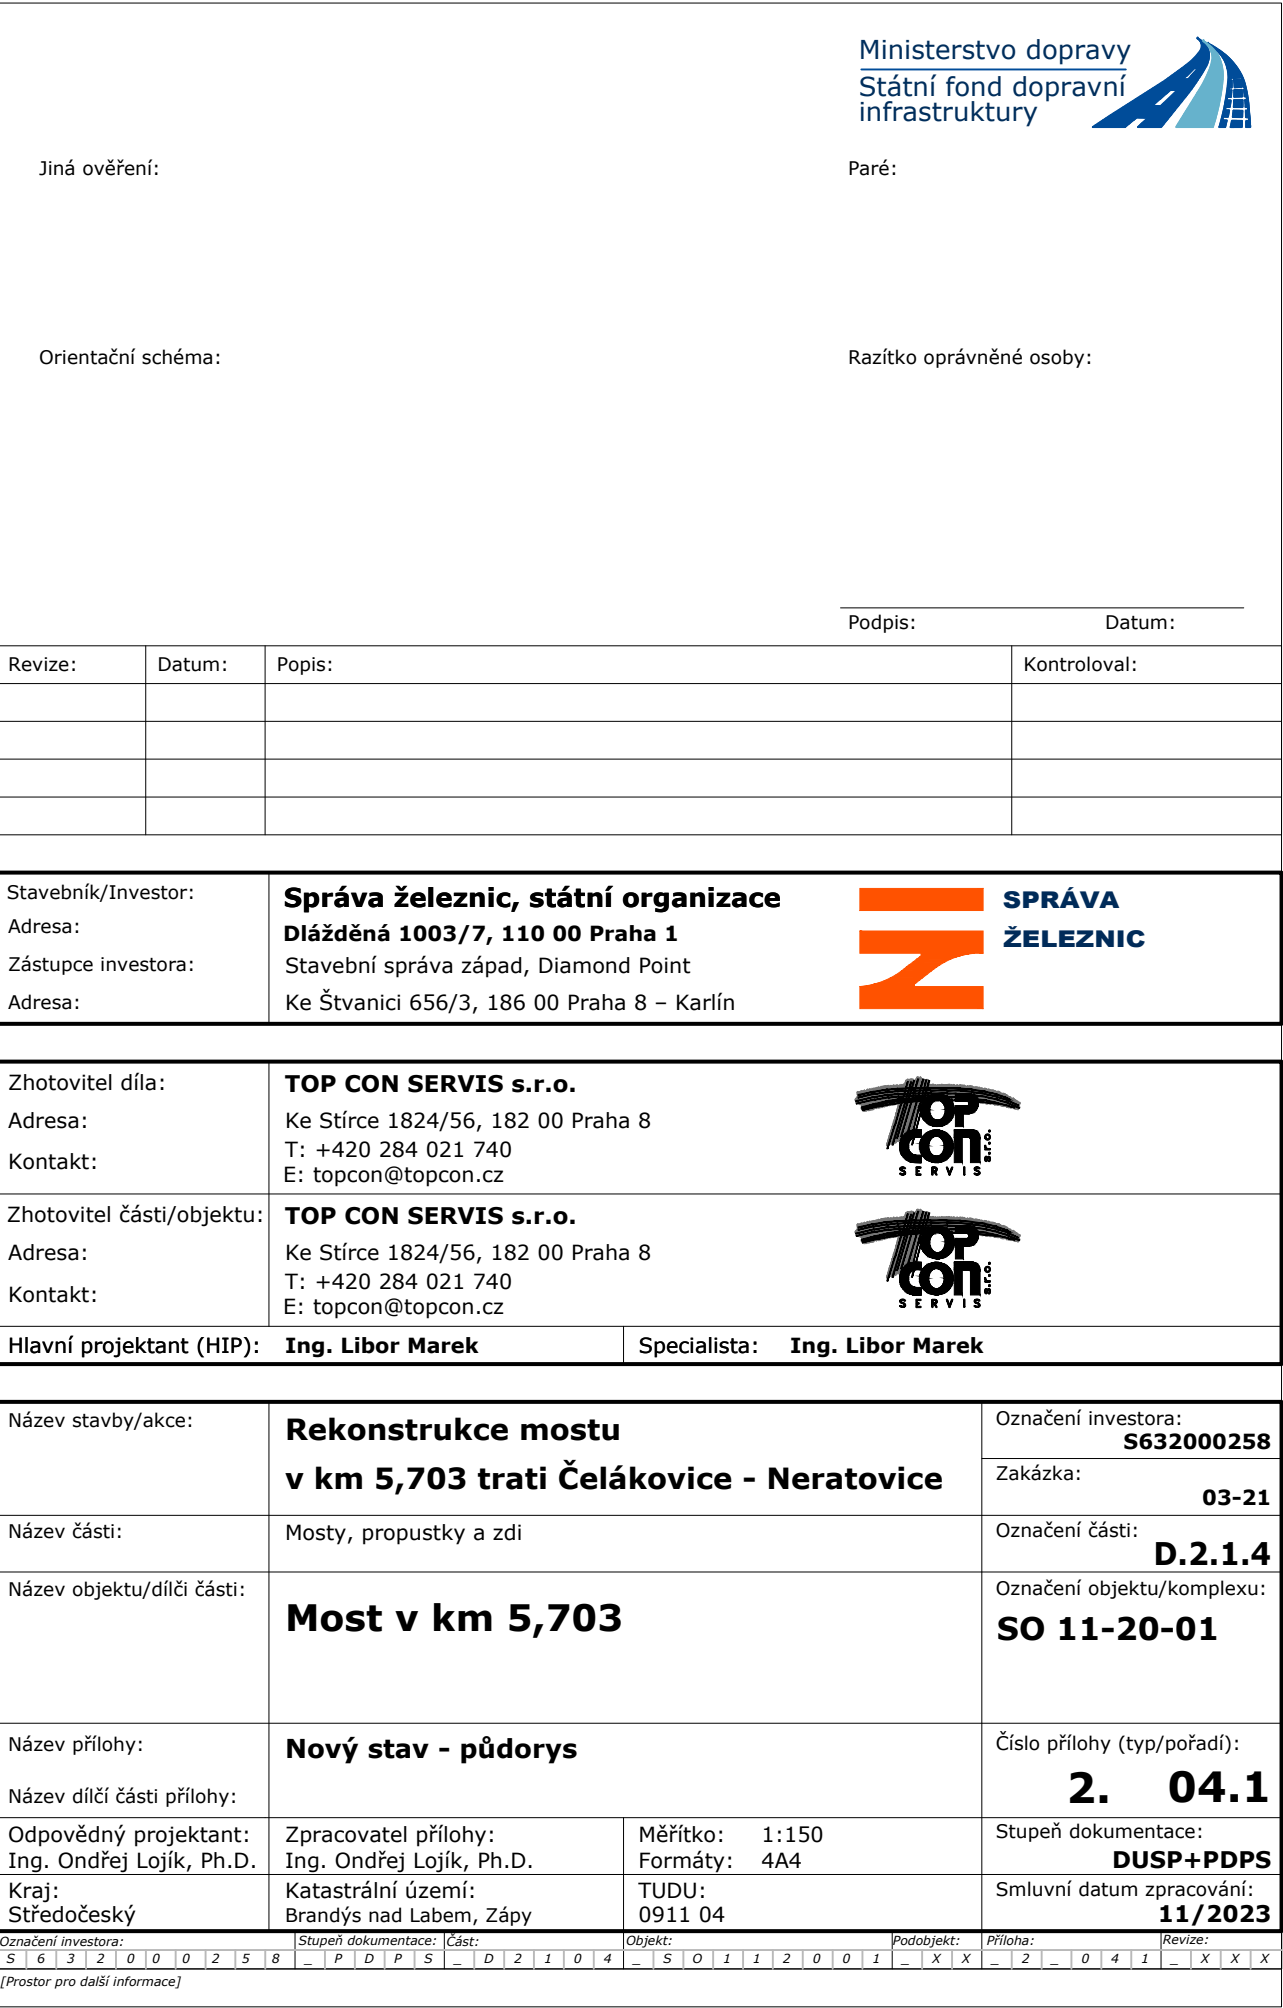 Ministerstvo dopravy
Státní fond dopravní
infrastruktury
Jiná ověření:
Paré:
Orientační schéma:
Razítko oprávněné osoby:
Podpis: Datum:
Revize: Datum: Popis: Kontroloval:
Stavebník/Investor: Správa železnic, státní organizace
Adresa: Dlážděná 1003/7, 110 00 Praha 1
Zástupce investora: Stavební správa západ, Diamond Point
Adresa: Ke Štvanici 656/3, 186 00 Praha 8 – Karlín
SPRÁVA
ŽELEZNIC
Zhotovitel díla: TOP CON SERVIS s.r.o.
Adresa: Ke Stírce 1824/56, 182 00 Praha 8
Kontakt: T: +420 284 021 740
E: topcon@topcon.cz
TOP
CON s.r.o.
SERVIS
Zhotovitel části/objektu: TOP CON SERVIS s.r.o.
Adresa: Ke Stírce 1824/56, 182 00 Praha 8
Kontakt: T: +420 284 021 740
E: topcon@topcon.cz
TOP
CON s.r.o.
SERVIS
Hlavní projektant (HIP): Ing. Libor Marek Specialista: Ing. Libor Marek
Název stavby/akce: Rekonstrukce mostu
v km 5,703 trati Čelákovice - Neratovice
Označení investora:
S632000258
Zakázka:
03-21
Název části: Mosty, propustky a zdi
Označení části:
D.2.1.4
Název objektu/dílči části: Most v km 5,703
Označení objektu/komplexu:
SO 11-20-01
Název přílohy: Nový stav - půdorys
Název dílčí části přílohy:
Číslo přílohy (typ/pořadí):
2. 04.1
Odpovědný projektant: Zpracovatel přílohy: Měřítko: 1:150 Stupeň dokumentace:
Ing. Ondřej Lojík, Ph.D. Ing. Ondřej Lojík, Ph.D. Formáty: 4A4 DUSP+PDPS
Kraj: Katastrální území: TUDU: Smluvní datum zpracování:
Středočeský Brandýs nad Labem, Zápy 0911 04 11/2023
Označení investora: Stupeň dokumentace: Část: Objekt: Podobjekt: Příloha: Revize:
S 6 3 2 0 0 0 2 5 8 _ P D P S _ D 2 1 0 4 _ S O 1 1 2 0 0 1 _ X X _ 2 _ 0 4 1 _ X X X
[Prostor pro další informace]